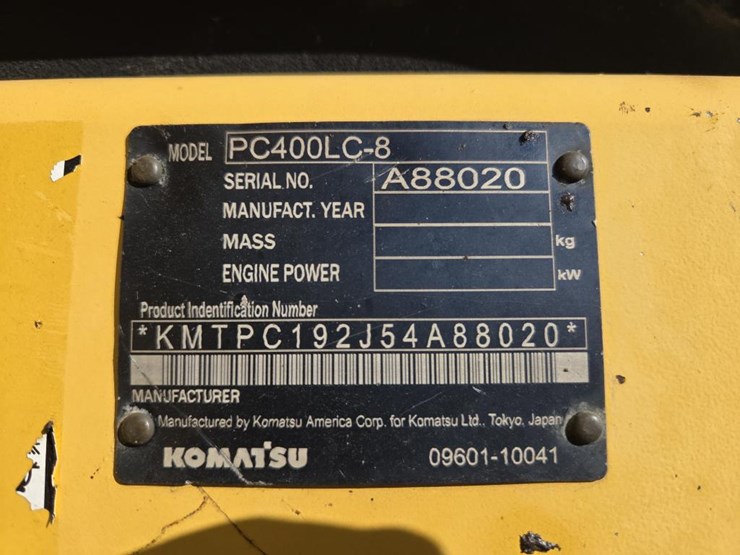 MODEL PC400LC-8
SERIAL NO. A88020
MANUFACT. YEAR
MASS kg
ENGINE POWER kW
Product Indentification Number
*KMTPC192J54A88020*
MANUFACTURER
Manufactured by Komatsu America Corp. for Komatsu Ltd., Tokyo, Japan
KOMATSU 09601-10041